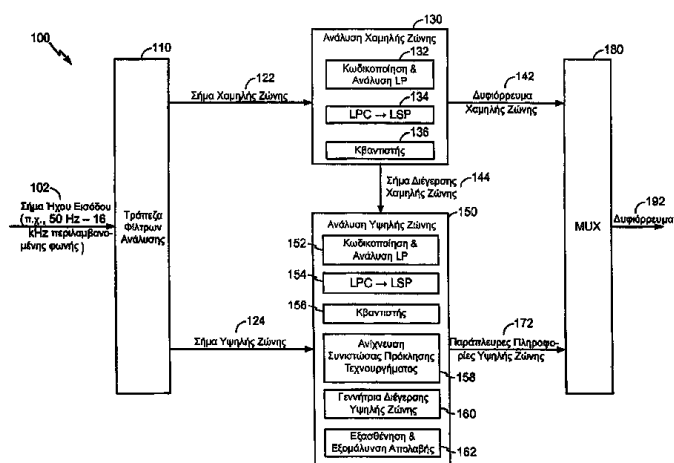 100
110
130
180
Ανάλυση Χαμηλής Ζώνης
132
Κωδικοποίηση &
Ανάλυση LP
122
Σήμα Χαμηλής Ζώνης
134
LPC → LSP
136
Κβαντιστής
142
Δυφιόρρευμα
Χαμηλής Ζώνης
Σήμα Διέγερσης
Χαμηλής Ζώνης
144
102
Σήμα Ήχου Εισόδου
(π.χ., 50 Hz – 16
kHz περιλαμβανο-
μένης φωνής)
Τράπεζα
Φίλτρων
Ανάλυσης
150
Ανάλυση Υψηλής Ζώνης
152
Κωδικοποίηση &
Ανάλυση LP
154
LPC → LSP
156
Κβαντιστής
MUX
192
Δυφιόρρευμα
124
Σήμα Υψηλής Ζώνης
Ανίχνευση
Συνιστώσας Πρόκλησης
Τεχνουργήματος
158
172
Παράπλευρες Πληροφο-
ρίες Υψηλής Ζώνης
Γεννήτρια Διέγερσης
Υψηλής Ζώνης
160
Εξασθένηση &
Εξομάλυνση Απολαβής
162